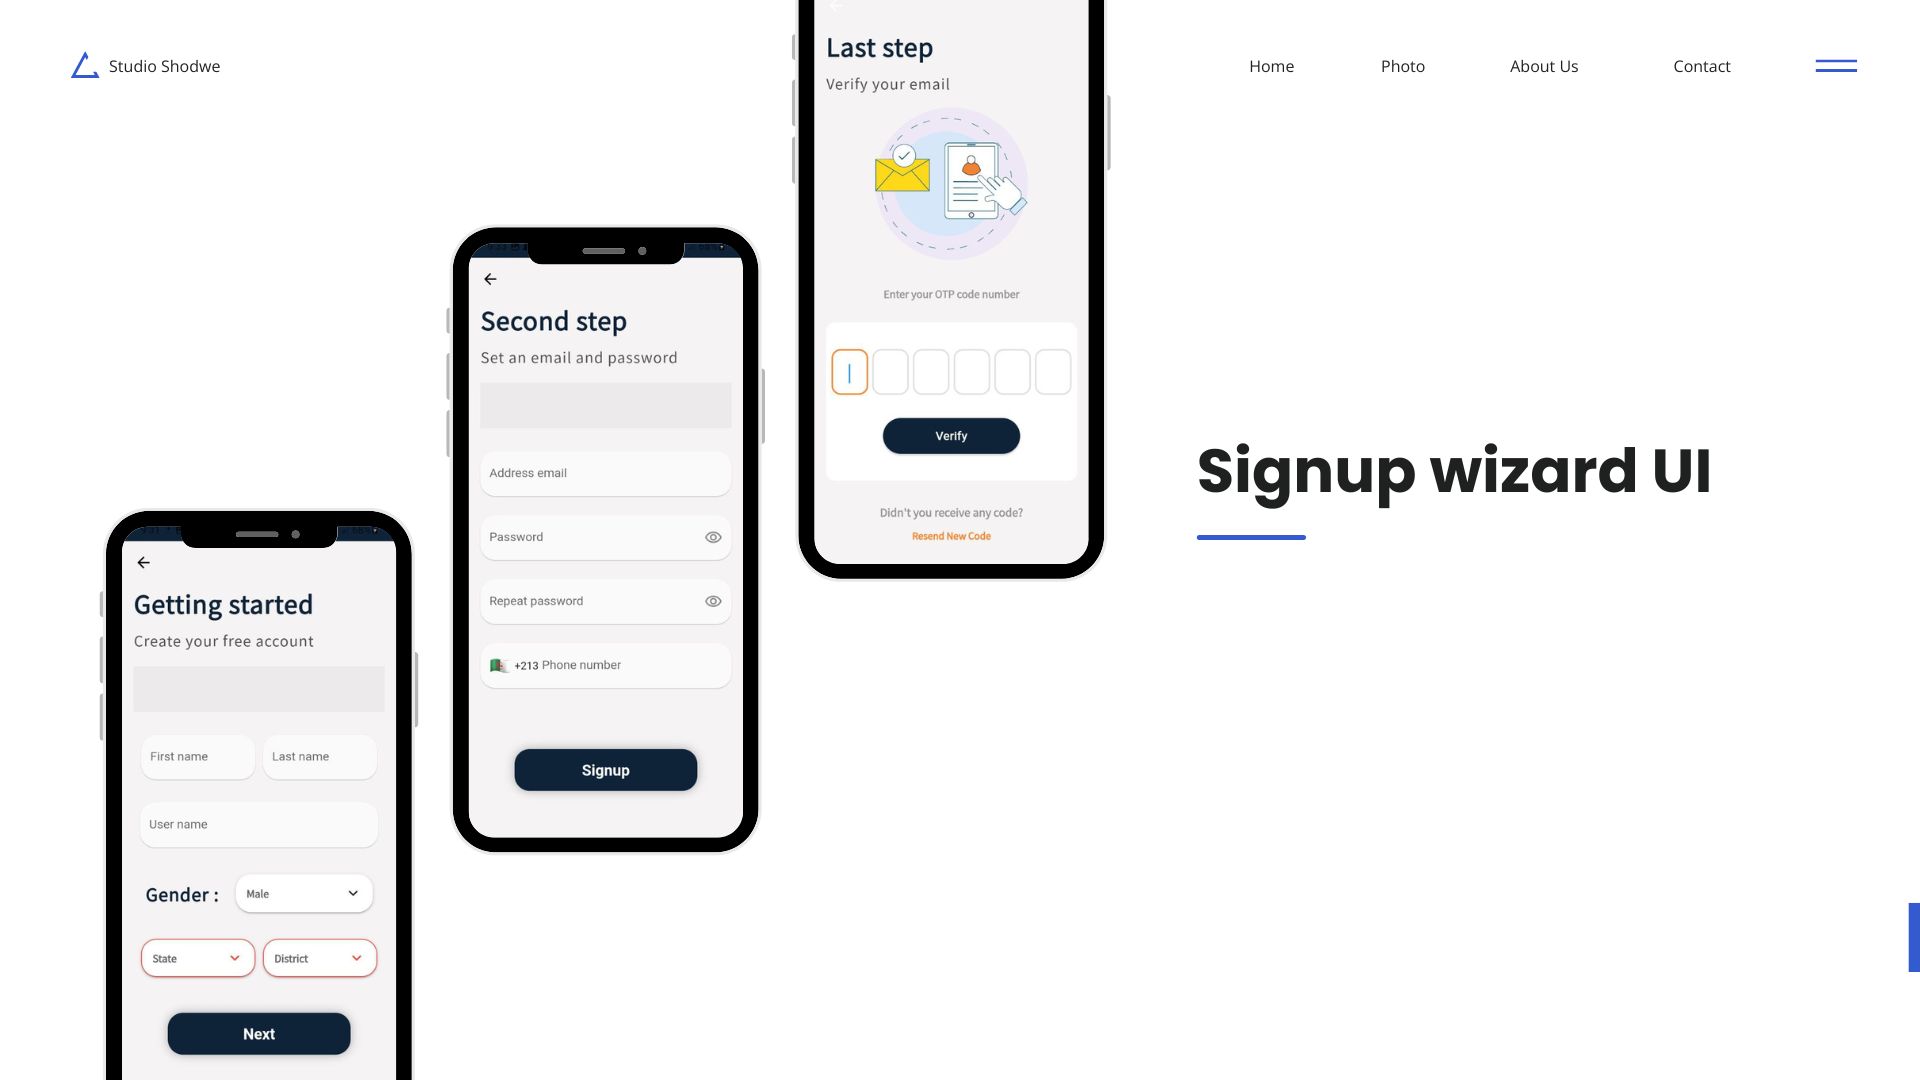 Studio Shodwe
Home
Photo
About Us
Contact
Signup wizard UI
Getting started
Create your free account
First name
Last name
User name
Gender :
Male
State
District
Next
Second step
Set an email and password
Address email
Password
Repeat password
+213 Phone number
Signup
Last step
Verify your email
Enter your OTP code number
Verify
Didn't you receive any code?
Resend New Code